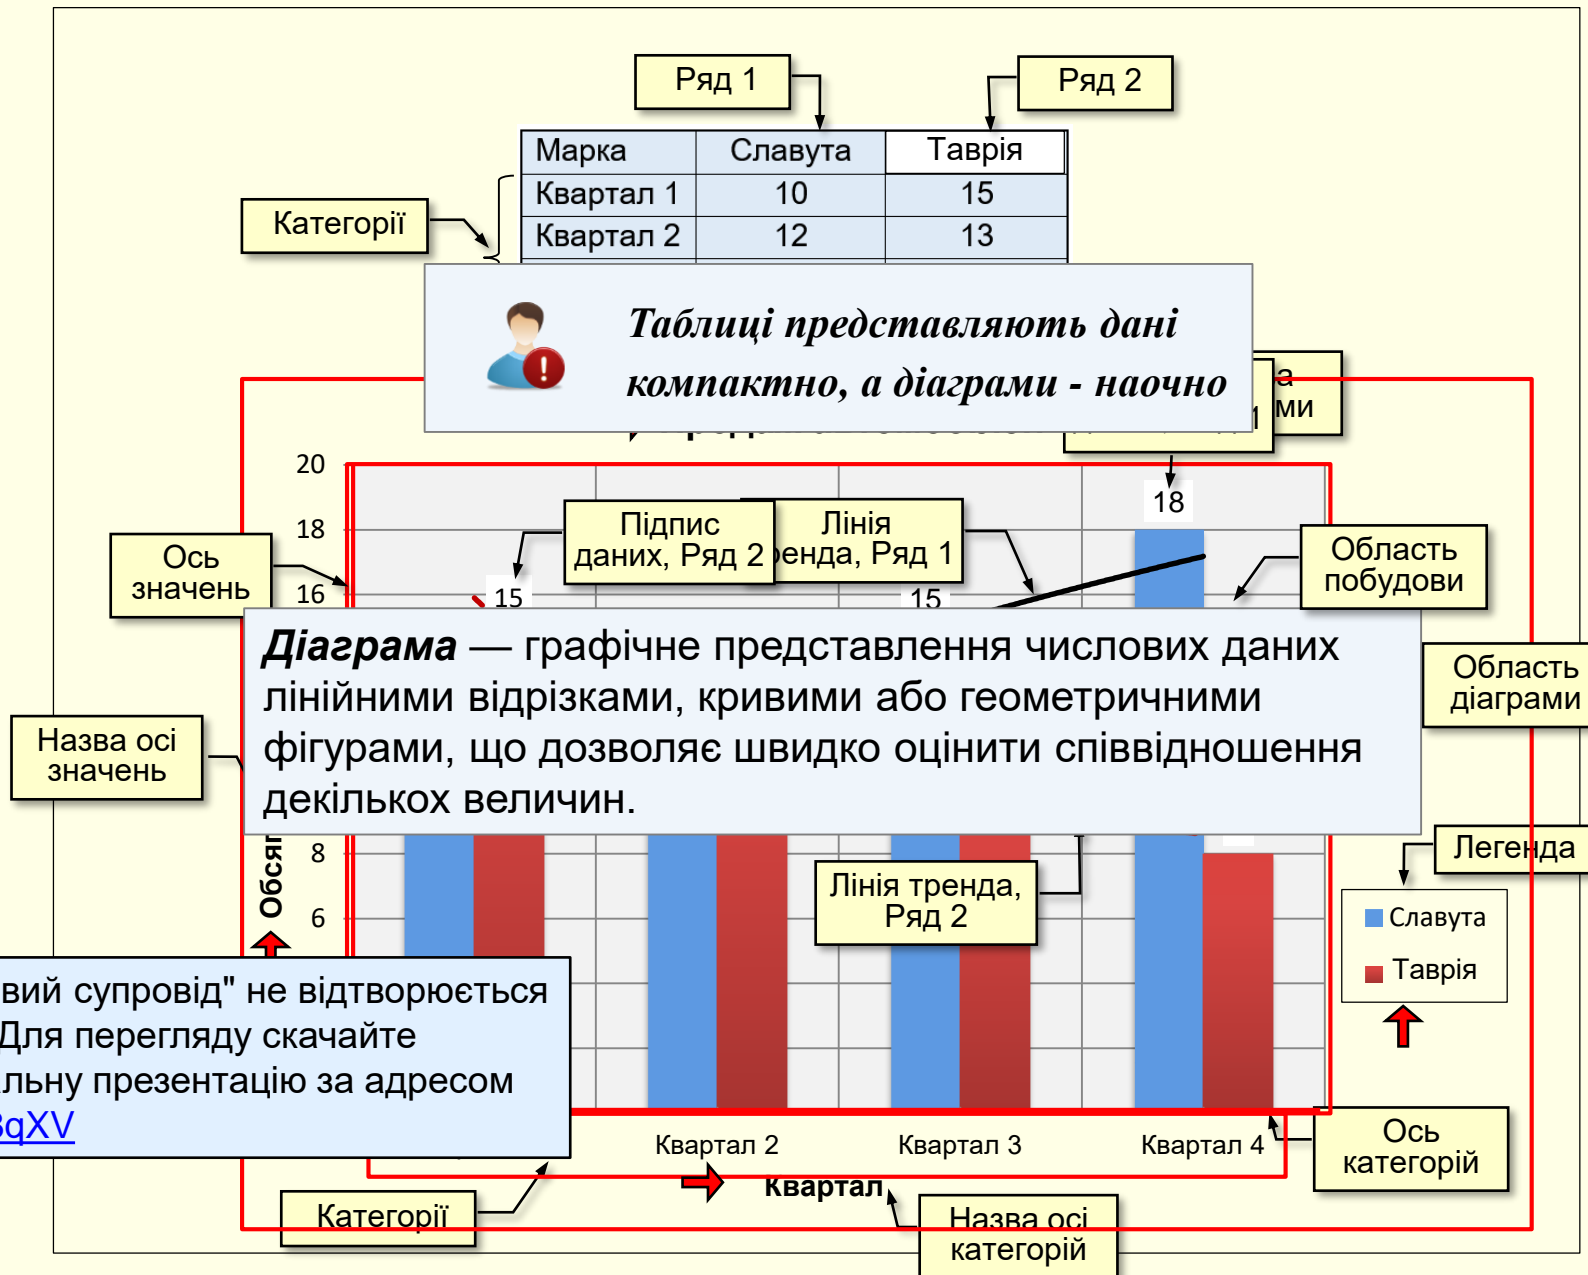 Ряд 1
Ряд 2
Марка Славута Таврія
Квартал 1 10 15
Категорії
Квартал 2 12 13
Таблиці представляють дані
компактно, а діаграми - наочно
20
18
18
Підпис
даних, Ряд 2
Лінія
Ряд 1
Ось
значень
Область
побудови
16
15
15
Діаграма — графічне представлення числових даних
лінійними відрізками, кривими або геометричними
фігурами, що дозволяє швидко оцінити співвідношення
декількох величин.
Область
діаграми
Назва осі
значень
8
Легенда
Лінія тренда,
Ряд 2
6
Славута
Таврія
супровід" не відтворюється
Для перегляду скачайте
презентацію за адресом
Квартал 2
Квартал 3
Квартал 4
Ось
категорій
Квартал
Категорії
Назва осі
категорій